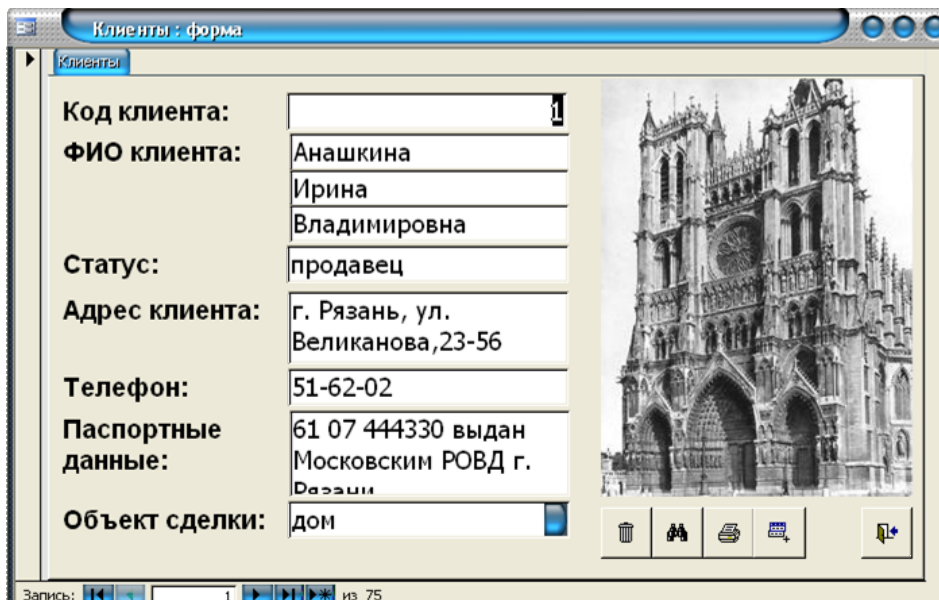 Клиенты : форма
Клиенты
Код клиента: 1
ФИО клиента: Анашкина
Ирина
Владимировна
Статус: продавец
Адрес клиента: г. Рязань, ул.
Великанова,23-56
Телефон: 51-62-02
Паспортные данные: 61 07 444330 выдан
Московским РОВД г.
Рязани
Объект сделки: дом
Запись: 1 из 75